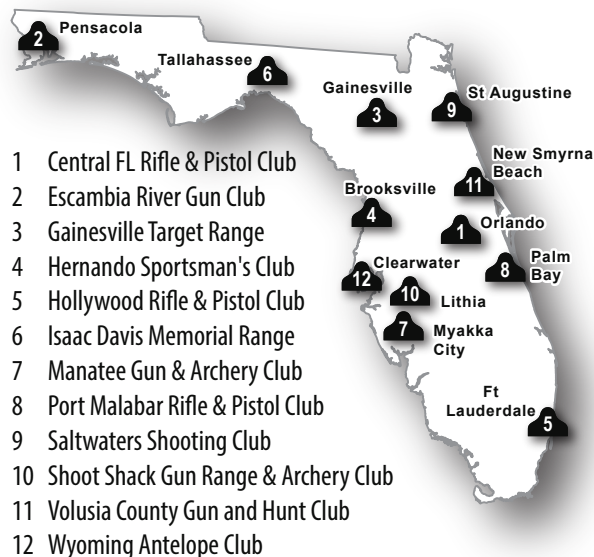 Pensacola
2
Tallahassee
6
Gainesville
3
St Augustine
9
New Smyrna
Beach
11
Brooksville
4
Orlando
1
Clearwater
12
Palm
Bay
8
10
Lithia
7
Myakka
City
Ft
Lauderdale
5
1 Central FL Rifle & Pistol Club
2 Escambia River Gun Club
3 Gainesville Target Range
4 Hernando Sportsman's Club
5 Hollywood Rifle & Pistol Club
6 Isaac Davis Memorial Range
7 Manatee Gun & Archery Club
8 Port Malabar Rifle & Pistol Club
9 Saltwaters Shooting Club
10 Shoot Shack Gun Range & Archery Club
11 Volusia County Gun and Hunt Club
12 Wyoming Antelope Club